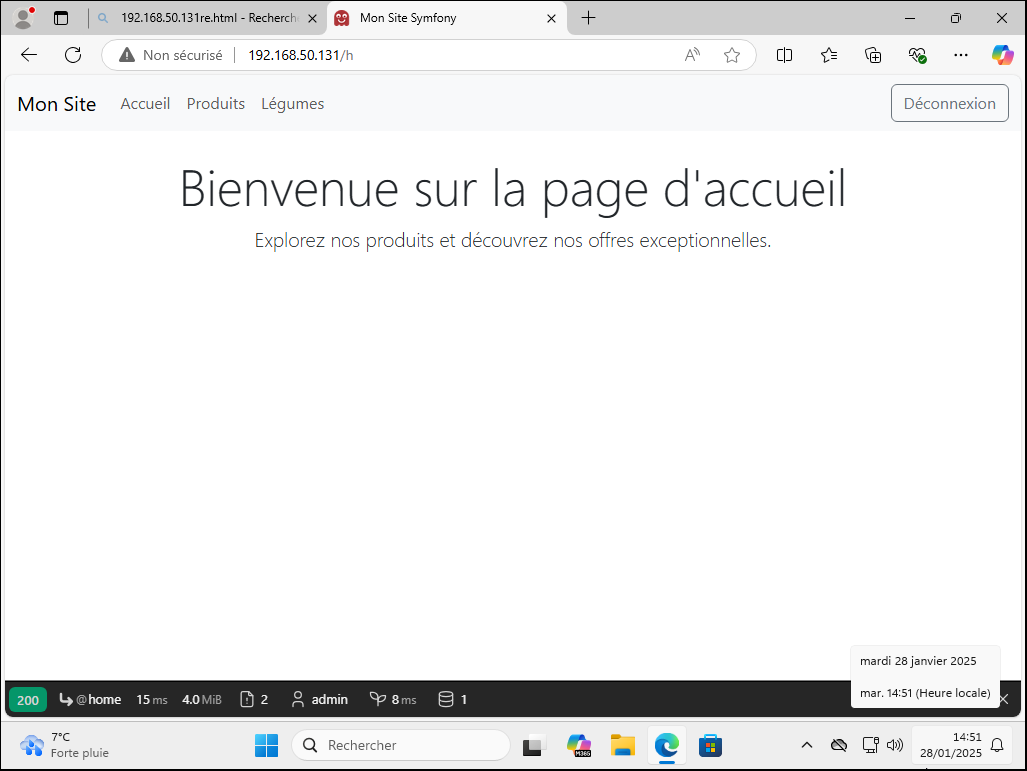 192.168.50.131re.html - Recherch
Mon Site Symfony
Non sécurisé
192.168.50.131/h
Mon Site
Accueil
Produits
Légumes
Déconnexion
Bienvenue sur la page d'accueil
Explorez nos produits et découvrez nos offres exceptionnelles.
mardi 28 janvier 2025
mar. 14:51 (Heure locale)
200
@home
15 ms
4.0 MiB
2
admin
8 ms
1
7°C
Forte pluie
Rechercher
M365
14:51
28/01/2025